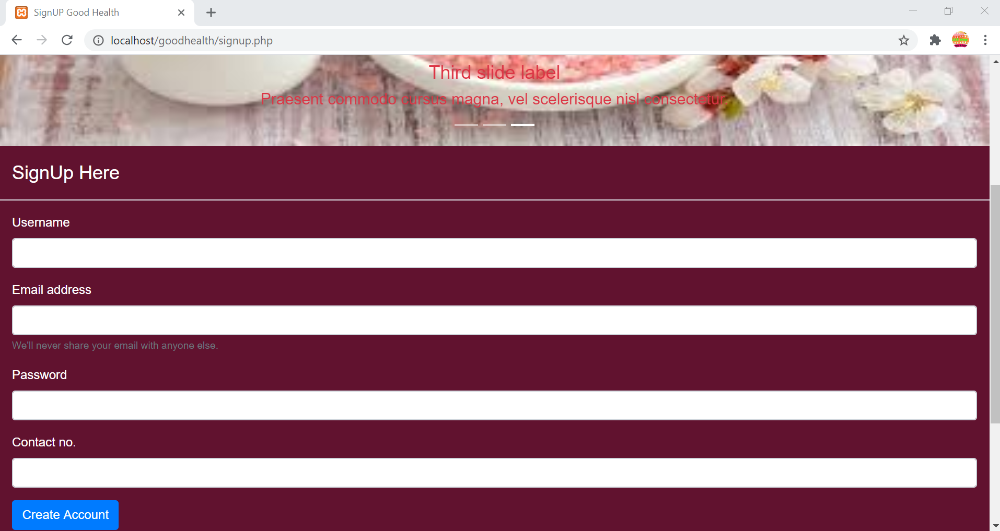 SignUP Good Health
localhost/goodhealth/signup.php
Third slide label
Praesent commodo cursus magna, vel scelerisque nisl consectetur.
SignUp Here
Username
Email address
We'll never share your email with anyone else.
Password
Contact no.
Create Account